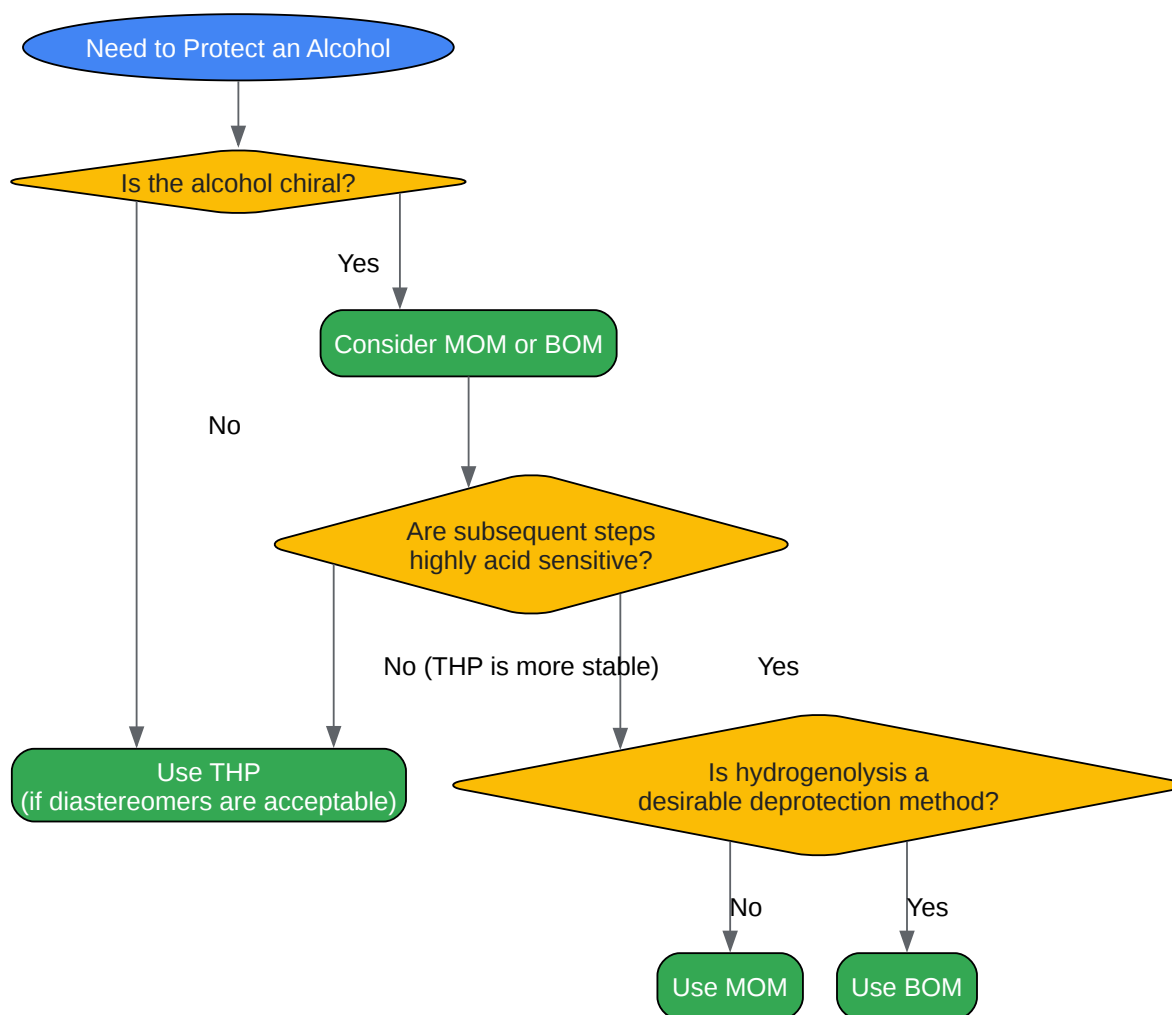 Need to Protect an Alcohol
Is the alcohol chiral?
Yes
Consider MOM or BOM
No
Are subsequent steps
highly acid sensitive?
No (THP is more stable)
Yes
Use THP
(if diastereomers are acceptable)
Is hydrogenolysis a
desirable deprotection method?
No
Yes
Use MOM
Use BOM